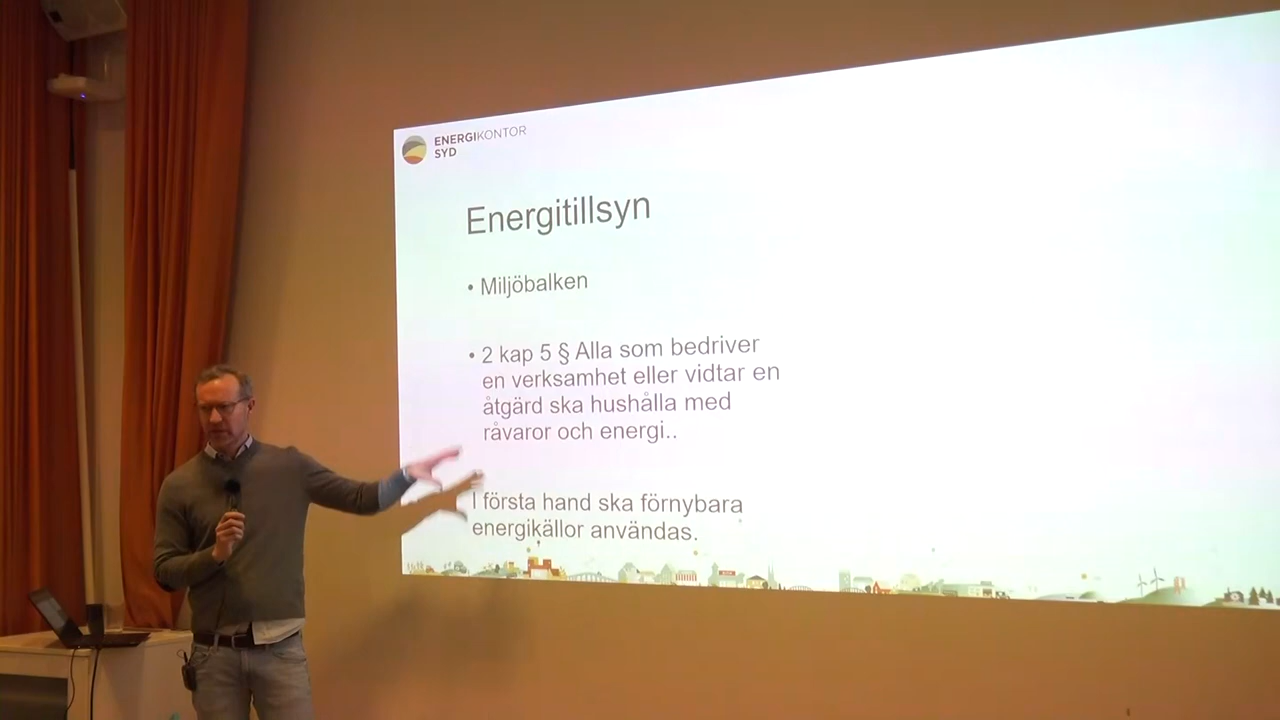 ENERGIKONTOR
SYD
Energitillsyn
• Miljöbalken
• 2 kap 5 § Alla som bedriver
en verksamhet eller vidtar en
åtgärd ska hushålla med
råvaror och energi..
I första hand ska förnybara
energikällor användas.